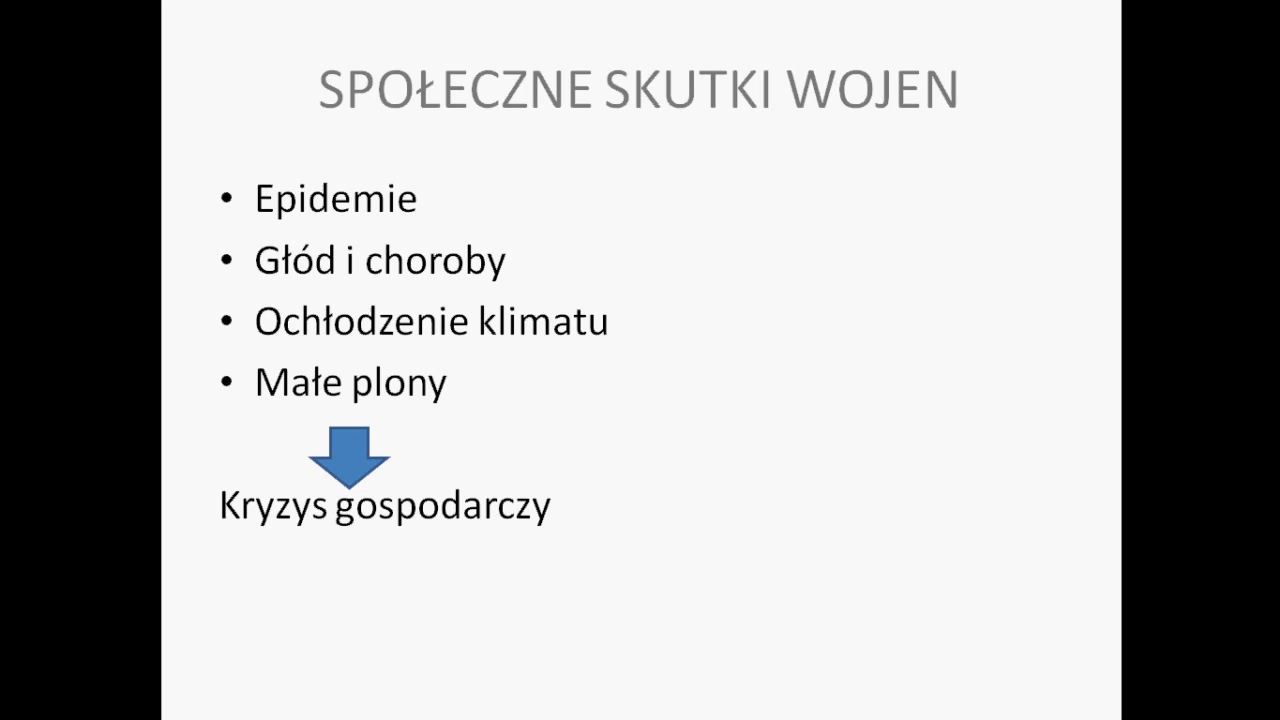 SPOŁECZNE SKUTKI WOJEN
• Epidemie
• Głód i choroby
• Ochłodzenie klimatu
• Małe plony
Kryzys gospodarczy